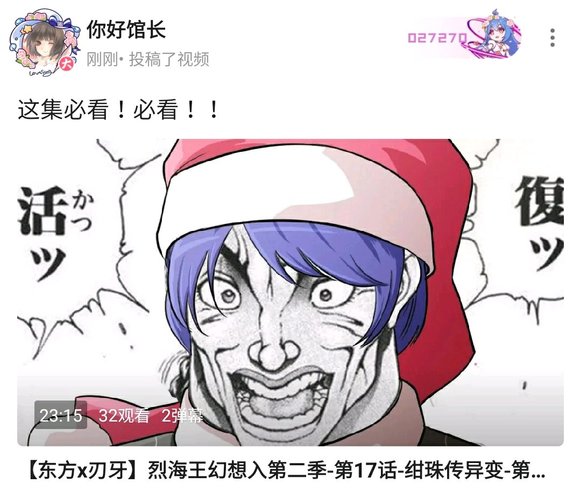 你好馆长
027270
刚刚· 投稿了视频
这集必看！必看！！
復ッ
活ッ
かつ
23:15 32观看 2弹幕
【东方x刃牙】烈海王幻想入第二季-第17话-绀珠传异变-第...